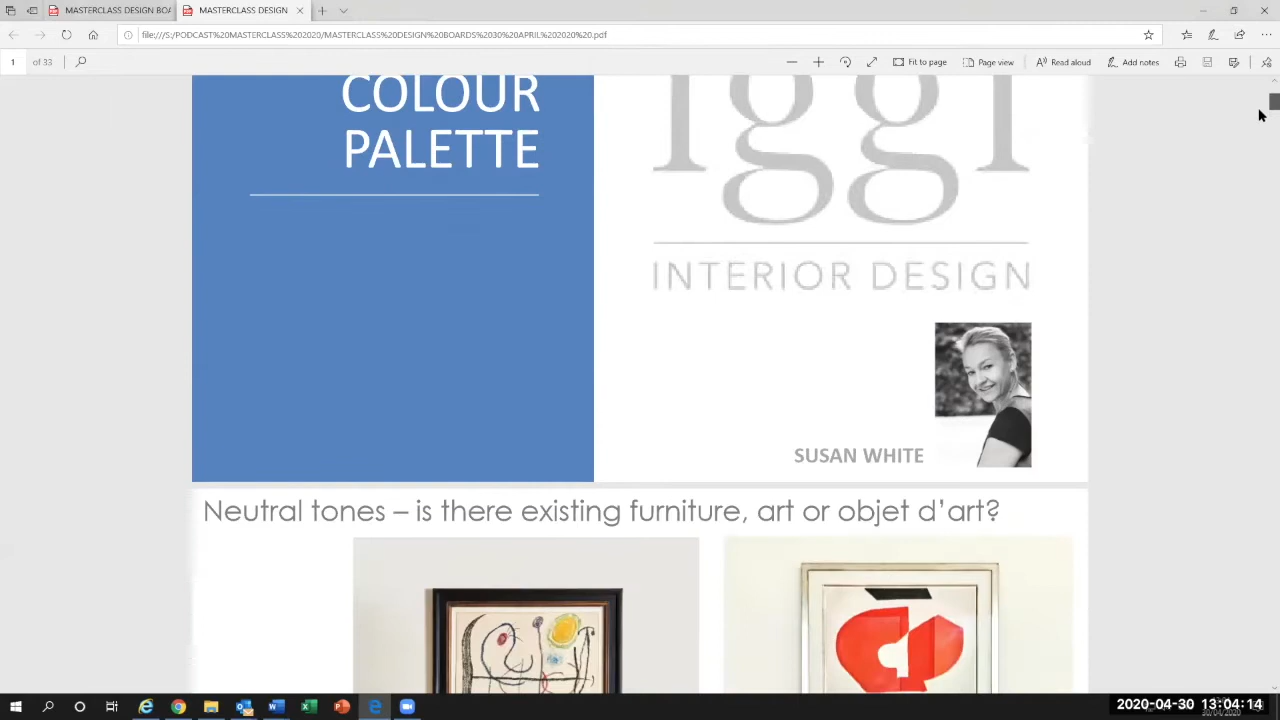 MASTERCLASS DESIGN BOA
MASTERCLASS DESIGN
file:///S:/PODCAST%20MASTERCLASS%202020/MASTERCLASS%20DESIGN%20BOARDS%2030%20APRIL%202020%20.pdf
1 of 33
Fit to page
Page view
Read aloud
Add notes
COLOUR
PALETTE
iggi
INTERIOR DESIGN
SUSAN WHITE
Neutral tones – is there existing furniture, art or objet d'art?
2020-04-30 13:04:14